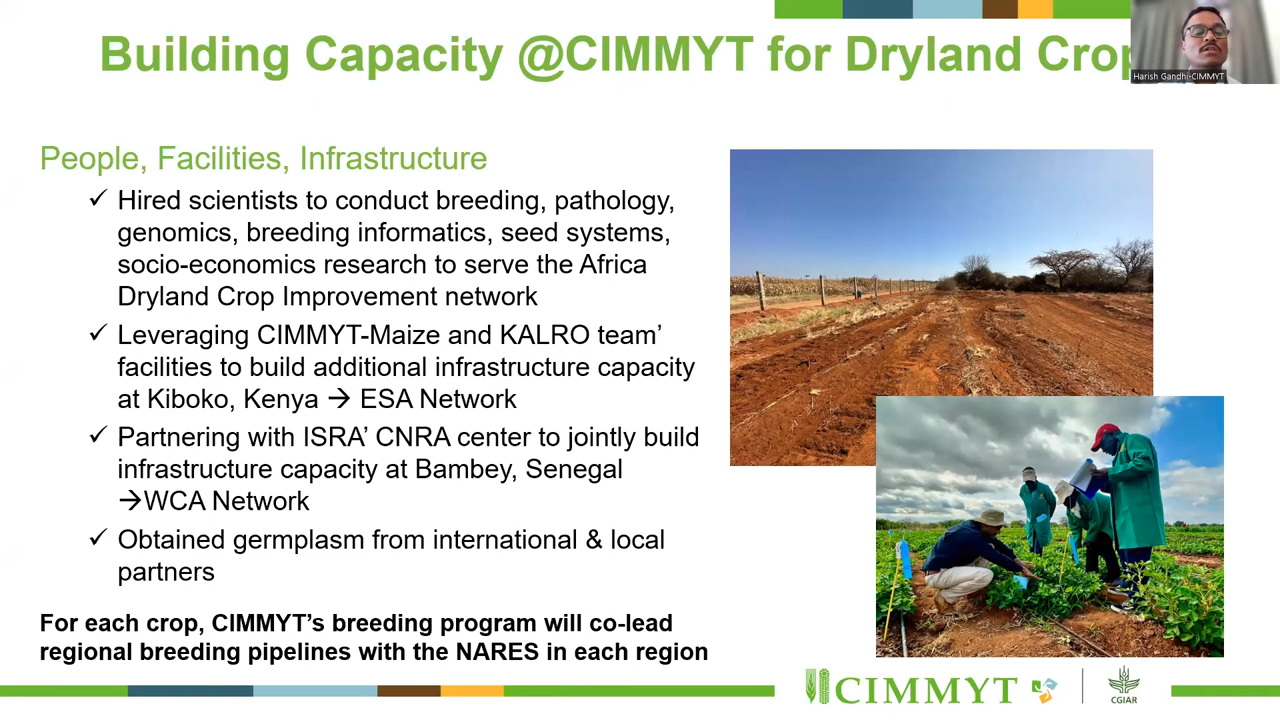 Building Capacity @CIMMYT for Dryland Crop
Harish Gandhi-CIMMYT
People, Facilities, Infrastructure
✓ Hired scientists to conduct breeding, pathology,
genomics, breeding informatics, seed systems,
socio-economics research to serve the Africa
Dryland Crop Improvement network
✓ Leveraging CIMMYT-Maize and KALRO team’
facilities to build additional infrastructure capacity
at Kiboko, Kenya → ESA Network
✓ Partnering with ISRA’ CNRA center to jointly build
infrastructure capacity at Bambey, Senegal
→WCA Network
✓ Obtained germplasm from international & local
partners
For each crop, CIMMYT’s breeding program will co-lead
regional breeding pipelines with the NARES in each region
CIMMYT
CGIAR